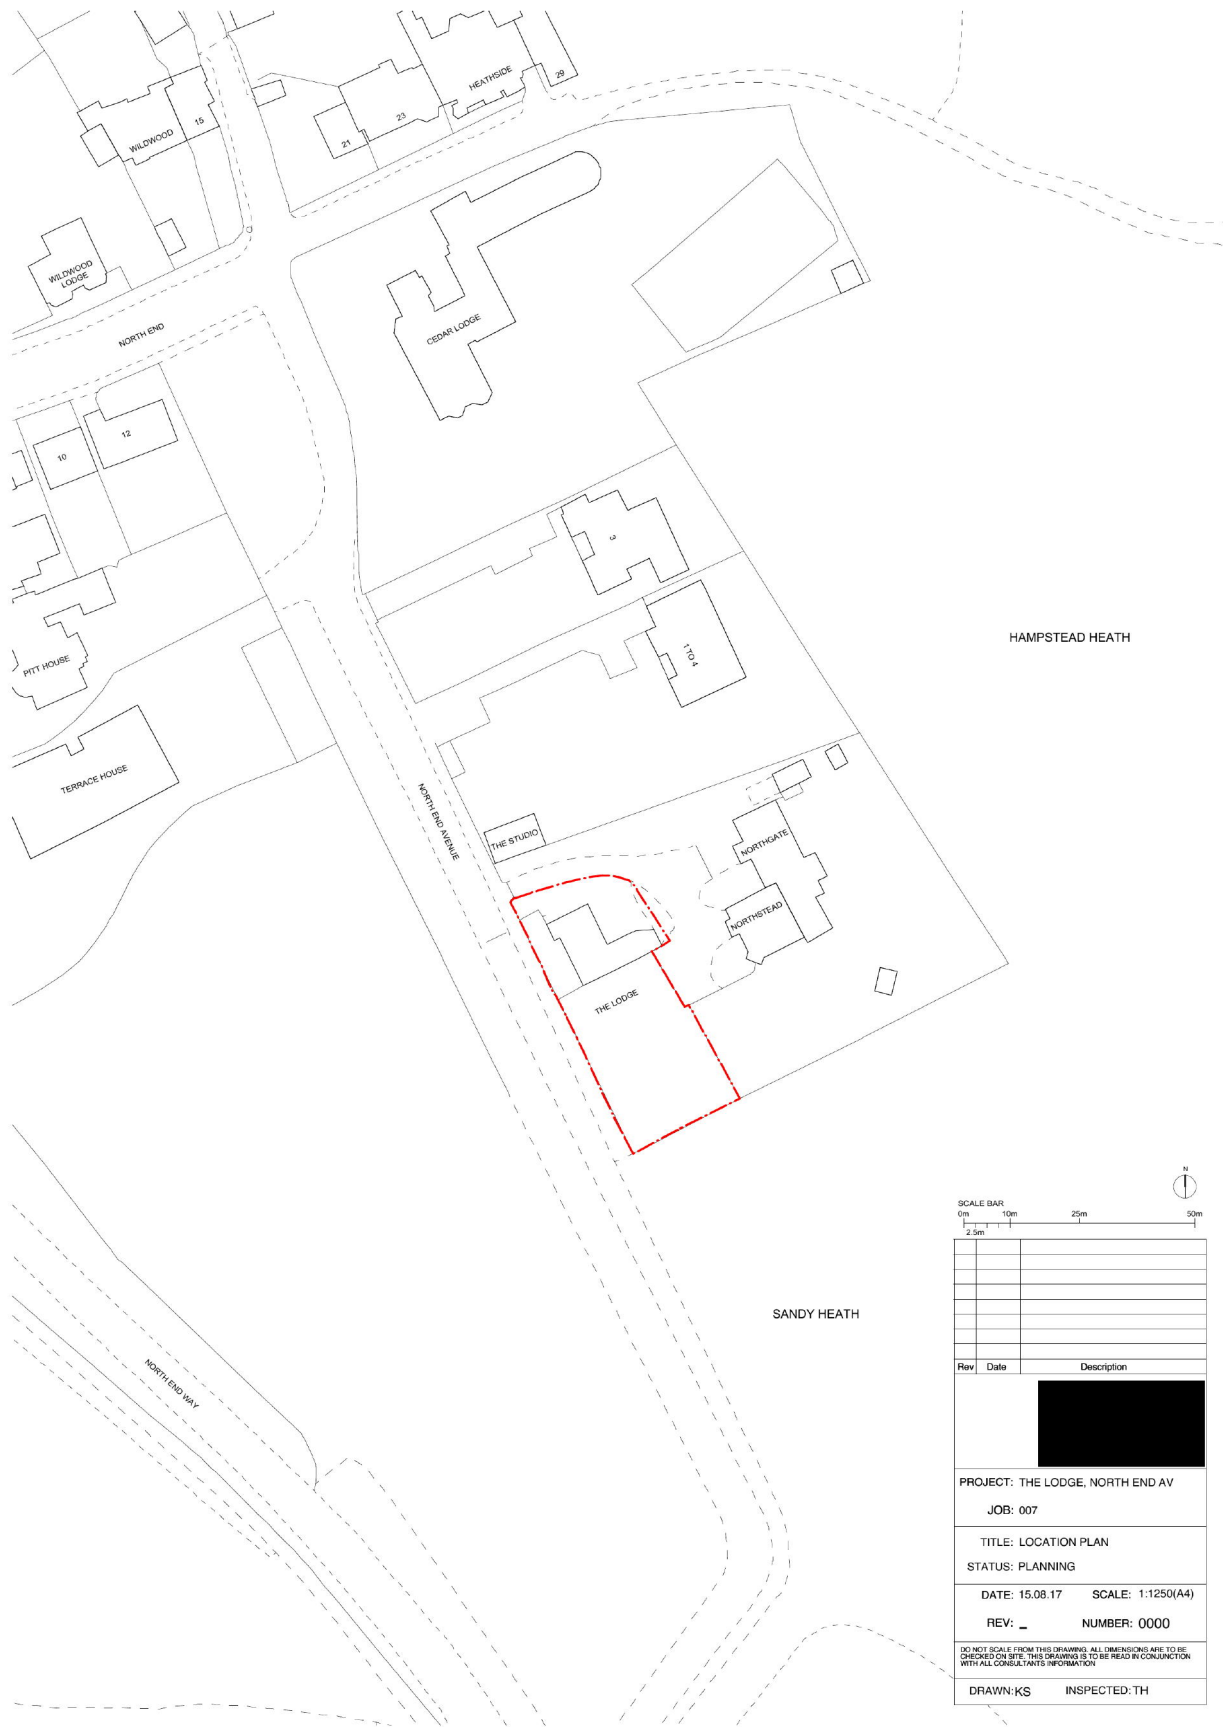 HEATHSIDE
29
23
21
15
WILDWOOD
WILDWOOD
LODGE
NORTH END
CEDAR LODGE
12
10
3
1 TO 4
PITT HOUSE
TERRACE HOUSE
HAMPSTEAD HEATH
NORTH END AVENUE
THE STUDIO
NORTHGATE
NORTHSTEAD
THE LODGE
SANDY HEATH
NORTH END WAY
N
SCALE BAR
0m 10m 25m 50m
2.5m
Rev Date Description
PROJECT: THE LODGE, NORTH END AV
JOB: 007
TITLE: LOCATION PLAN
STATUS: PLANNING
DATE: 15.08.17 SCALE: 1:1250(A4)
REV: _ NUMBER: 0000
DO NOT SCALE FROM THIS DRAWING. ALL DIMENSIONS ARE TO BE
CHECKED ON SITE. THIS DRAWING IS TO BE READ IN CONJUNCTION
WITH ALL CONSULTANTS INFORMATION
DRAWN:KS INSPECTED:TH